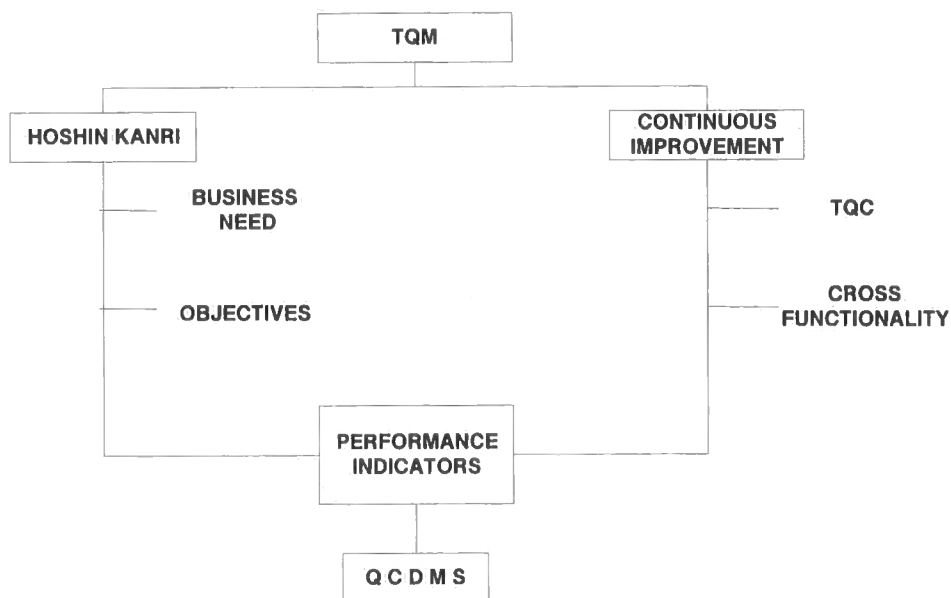 TQM
HOSHIN KANRI
CONTINUOUS
IMPROVEMENT
BUSINESS
NEED
TQC
OBJECTIVES
CROSS
FUNCTIONALITY
PERFORMANCE
INDICATORS
Q C D M S